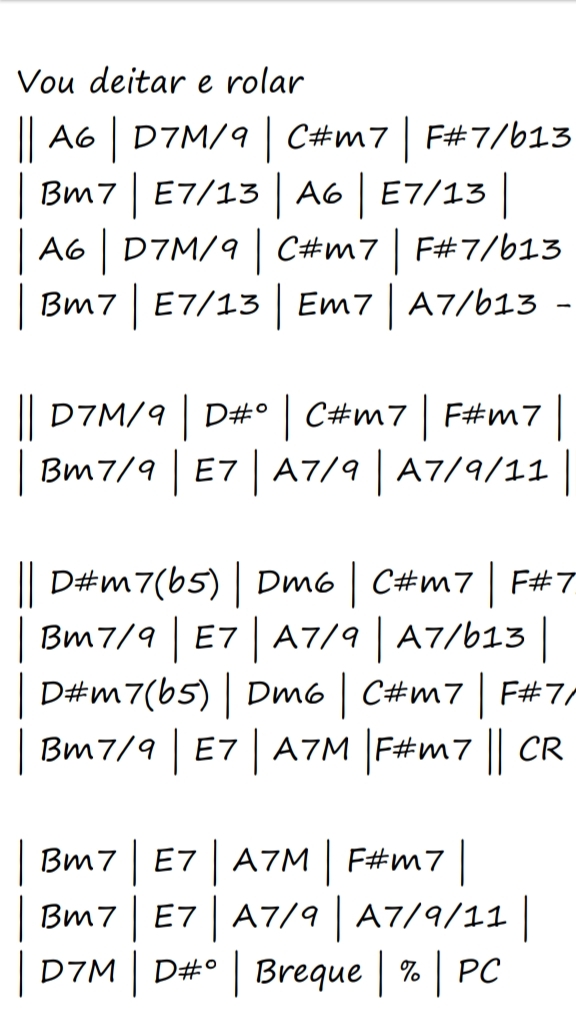 Vou deitar e rolar
|| A6 | D7M/9 | C#m7 | F#7/b13
| Bm7 | E7/13 | A6 | E7/13 |
| A6 | D7M/9 | C#m7 | F#7/b13
| Bm7 | E7/13 | Em7 | A7/b13 -
|| D7M/9 | D#° | C#m7 | F#m7 |
| Bm7/9 | E7 | A7/9 | A7/9/11 |
|| D#m7(b5) | Dm6 | C#m7 | F#7
| Bm7/9 | E7 | A7/9 | A7/b13 |
| D#m7(b5) | Dm6 | C#m7 | F#7/
| Bm7/9 | E7 | A7M |F#m7 || CR
| Bm7 | E7 | A7M | F#m7 |
| Bm7 | E7 | A7/9 | A7/9/11 |
| D7M | D#° | Breque | % | PC